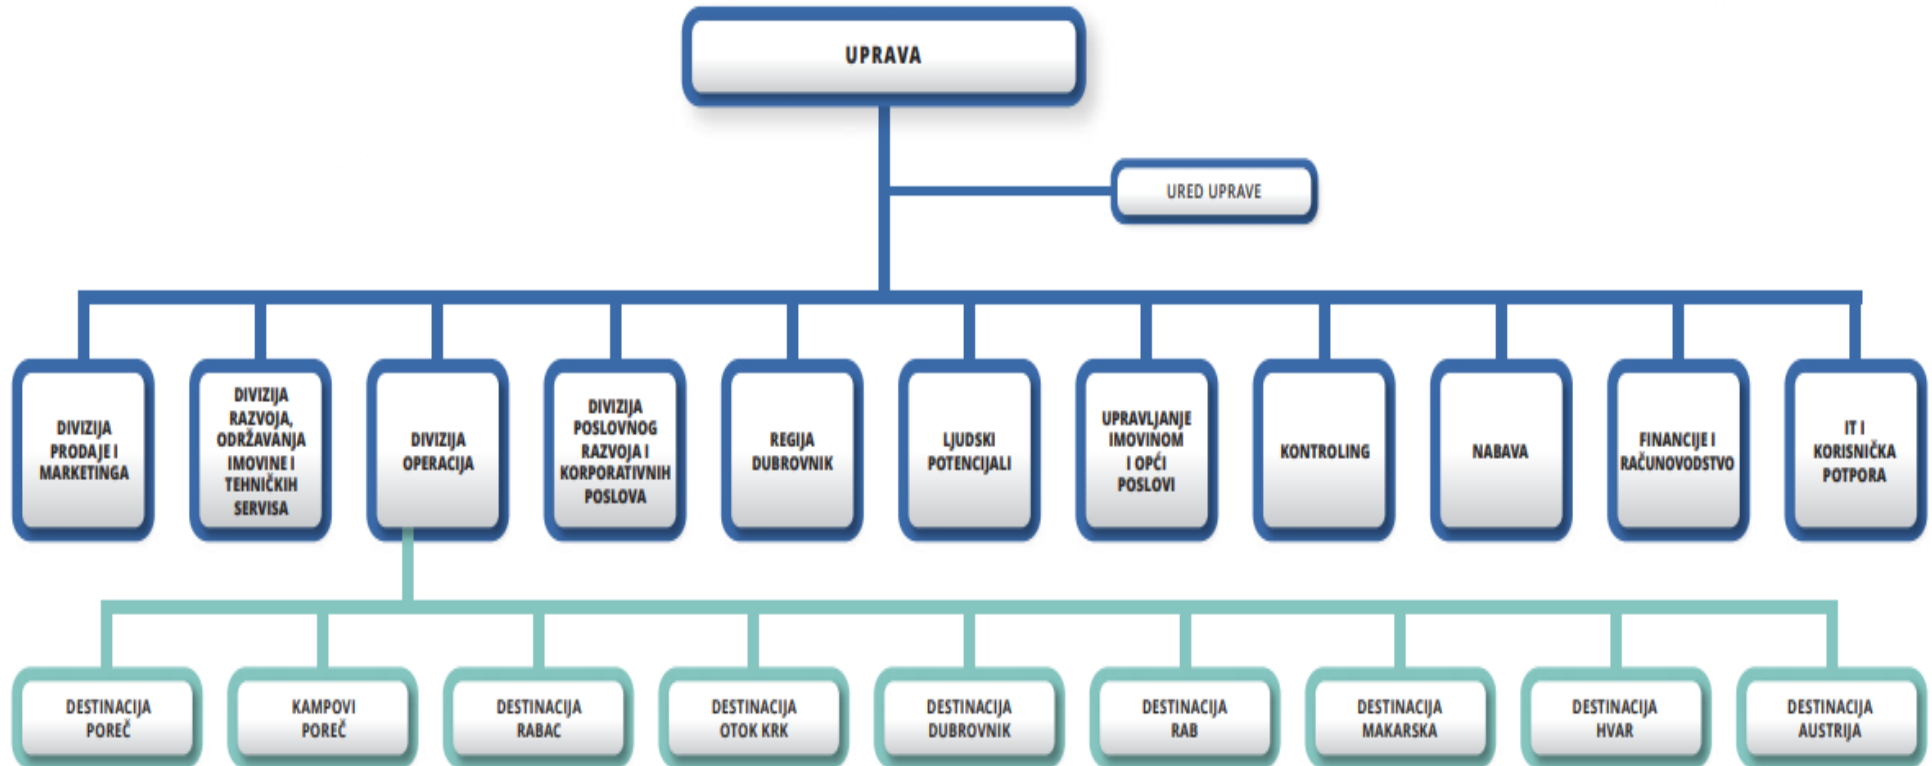 UPRAVA
URED UPRAVE
DIVIZIJA
PRODAJE I
MARKETINGA
DIVIZIJA
RAZVOJA,
ODRŽAVANJA
IMOVINE I
TEHNIČKIH
SERVISA
DIVIZIJA
OPERACIJA
DIVIZIJA
POSLOVNOG
RAZVOJA I
KORPORATIVNIH
POSLOVA
REGIJA
DUBROVNIK
LJUDSKI
POTENCIJALI
UPRAVLJANJE
IMOVINOM
I OPĆI
POSLOVI
KONTROLING
NABAVA
FINANCIJE I
RAČUNOVODSTVO
IT I
KORISNIČKA
POTPORA
DESTINACIJA
POREČ
KAMPOVI
POREČ
DESTINACIJA
RABAC
DESTINACIJA
OTOK KRK
DESTINACIJA
DUBROVNIK
DESTINACIJA
RAB
DESTINACIJA
MAKARSKA
DESTINACIJA
HVAR
DESTINACIJA
AUSTRIJA